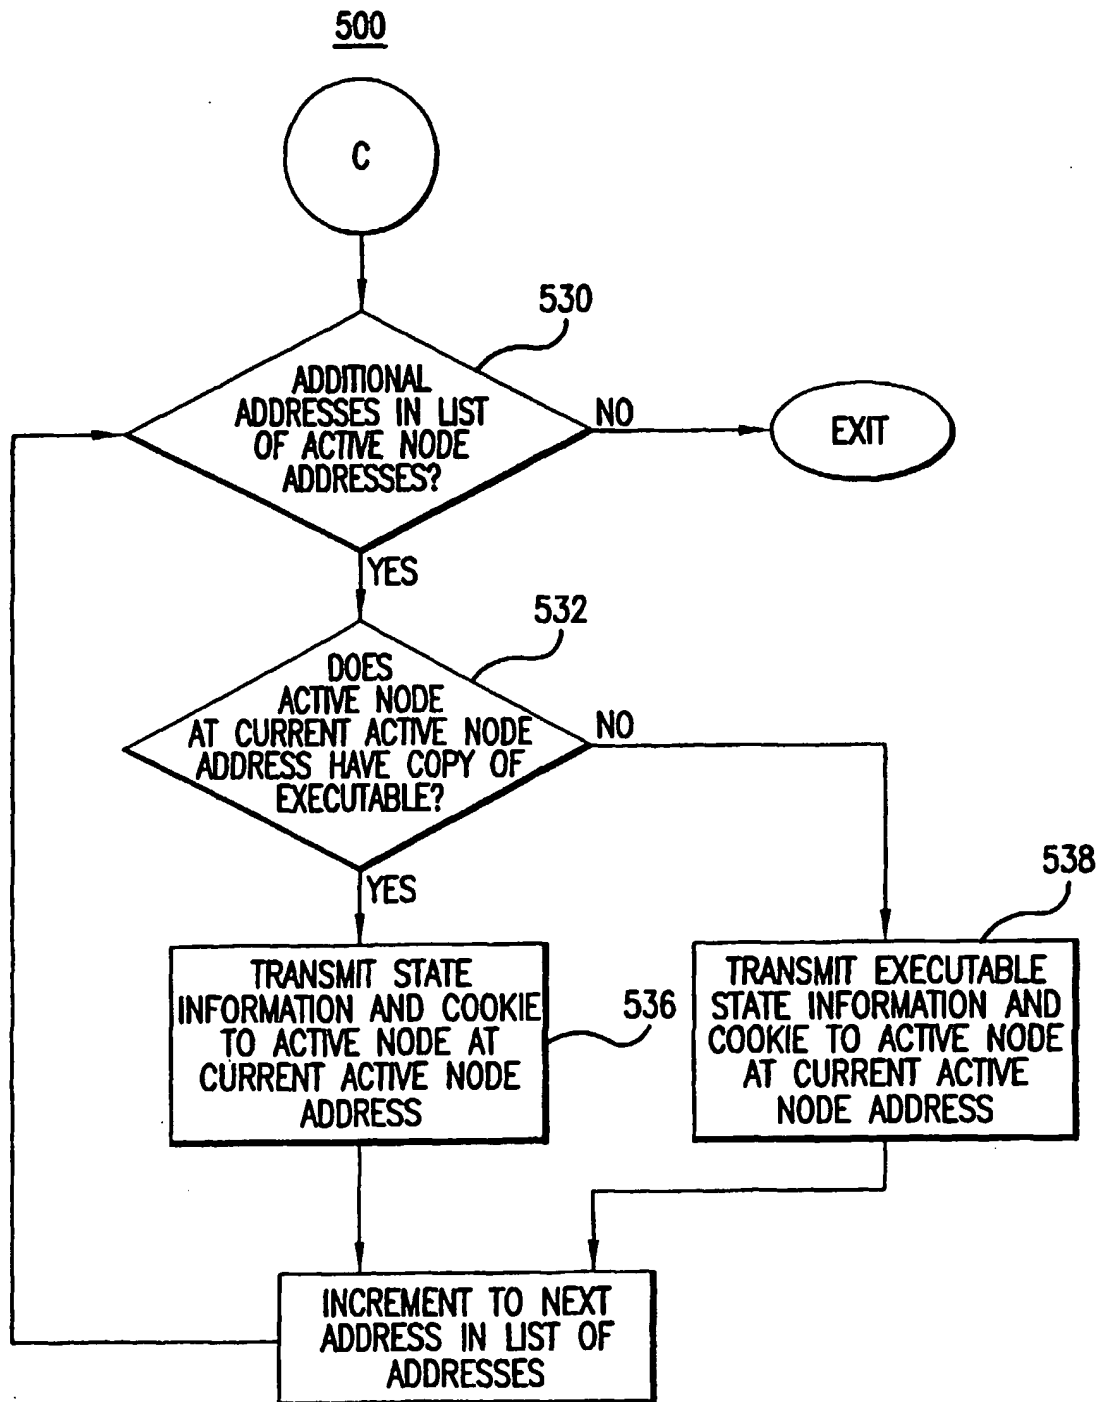 500
C
530
ADDITIONAL
ADDRESSES IN LIST
OF ACTIVE NODE
ADDRESSES?
NO
EXIT
YES
532
DOES
ACTIVE NODE
AT CURRENT ACTIVE NODE
ADDRESS HAVE COPY OF
EXECUTABLE?
NO
YES
TRANSMIT STATE
INFORMATION AND COOKIE
TO ACTIVE NODE AT
CURRENT ACTIVE NODE
ADDRESS
536
538
TRANSMIT EXECUTABLE
STATE INFORMATION AND
COOKIE TO ACTIVE NODE
AT CURRENT ACTIVE
NODE ADDRESS
INCREMENT TO NEXT
ADDRESS IN LIST OF
ADDRESSES